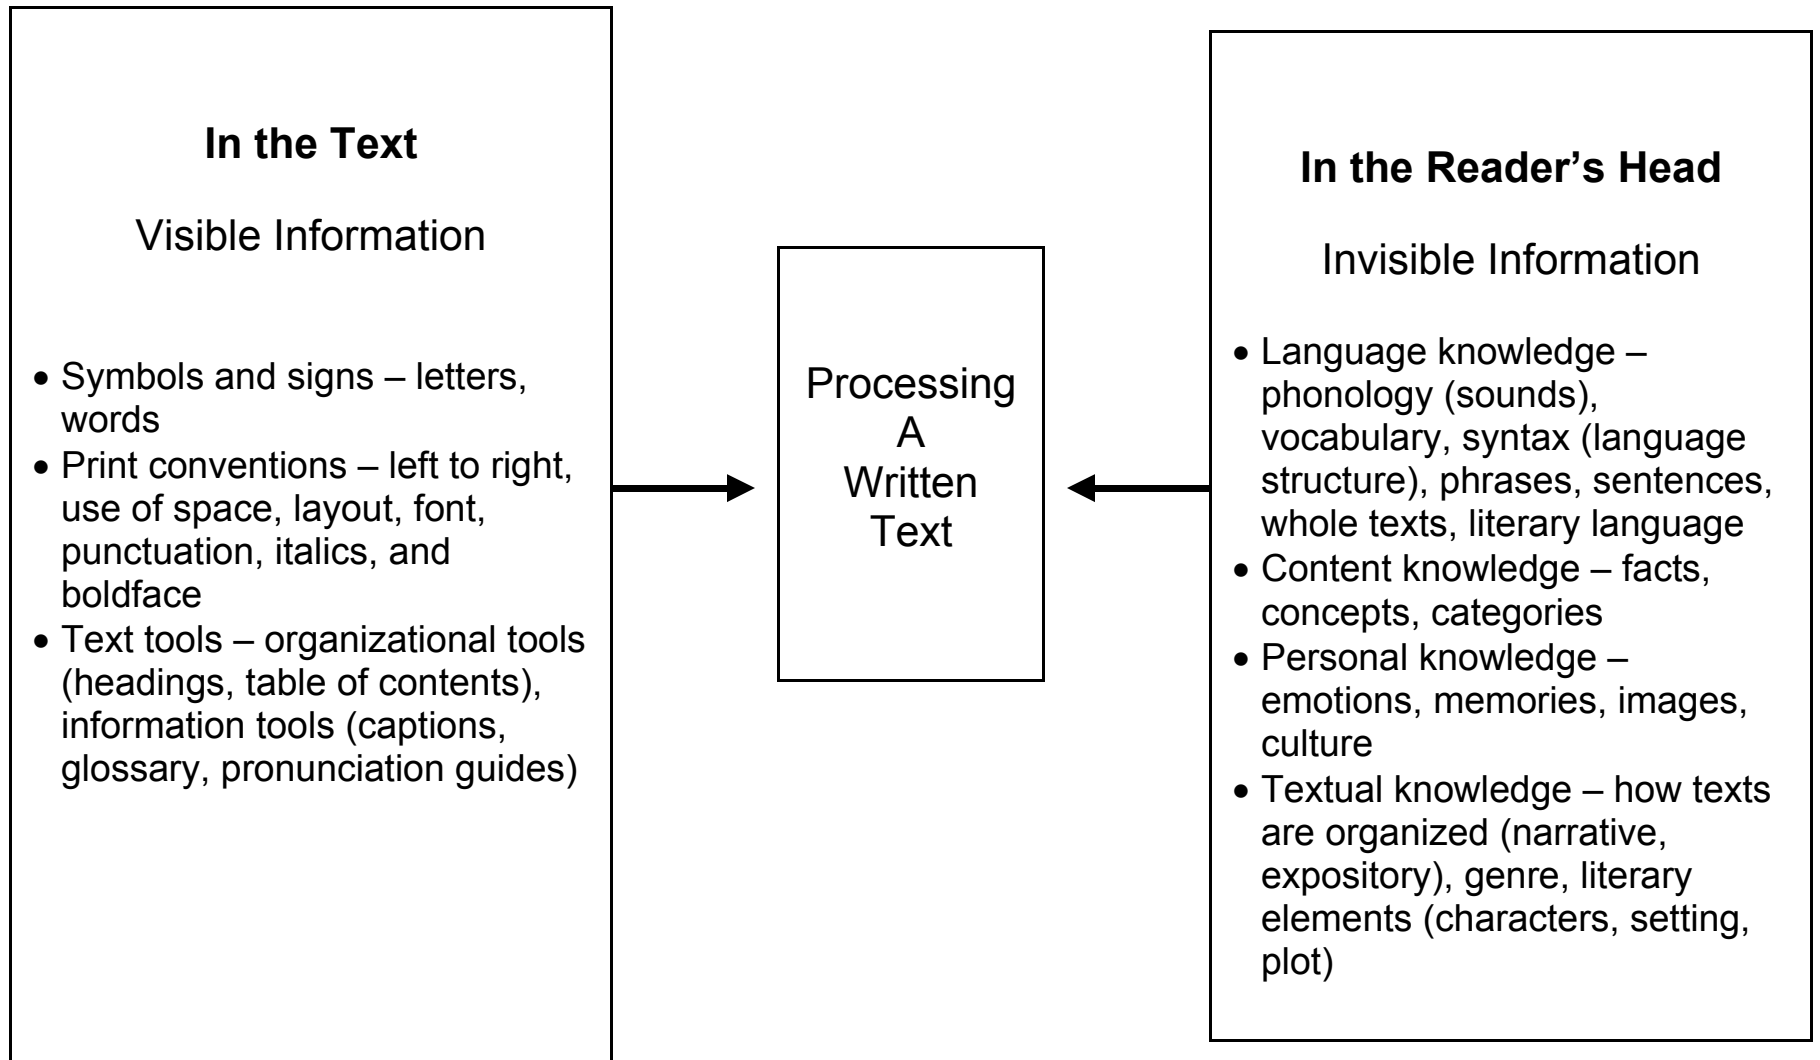 In the Text
Visible Information
• Symbols and signs – letters,
words
• Print conventions – left to right,
use of space, layout, font,
punctuation, italics, and
boldface
• Text tools – organizational tools
(headings, table of contents),
information tools (captions,
glossary, pronunciation guides)
Processing
A
Written
Text
In the Reader’s Head
Invisible Information
• Language knowledge –
phonology (sounds),
vocabulary, syntax (language
structure), phrases, sentences,
whole texts, literary language
• Content knowledge – facts,
concepts, categories
• Personal knowledge –
emotions, memories, images,
culture
• Textual knowledge – how texts
are organized (narrative,
expository), genre, literary
elements (characters, setting,
plot)